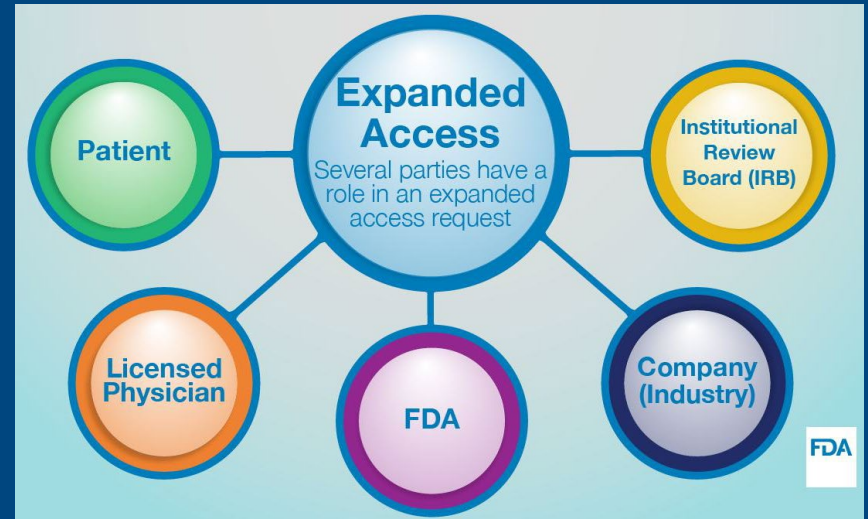 Expanded
Access
Several parties have a
role in an expanded
access request
Patient
Institutional
Review
Board (IRB)
Licensed
Physician
FDA
Company
(Industry)
FDA